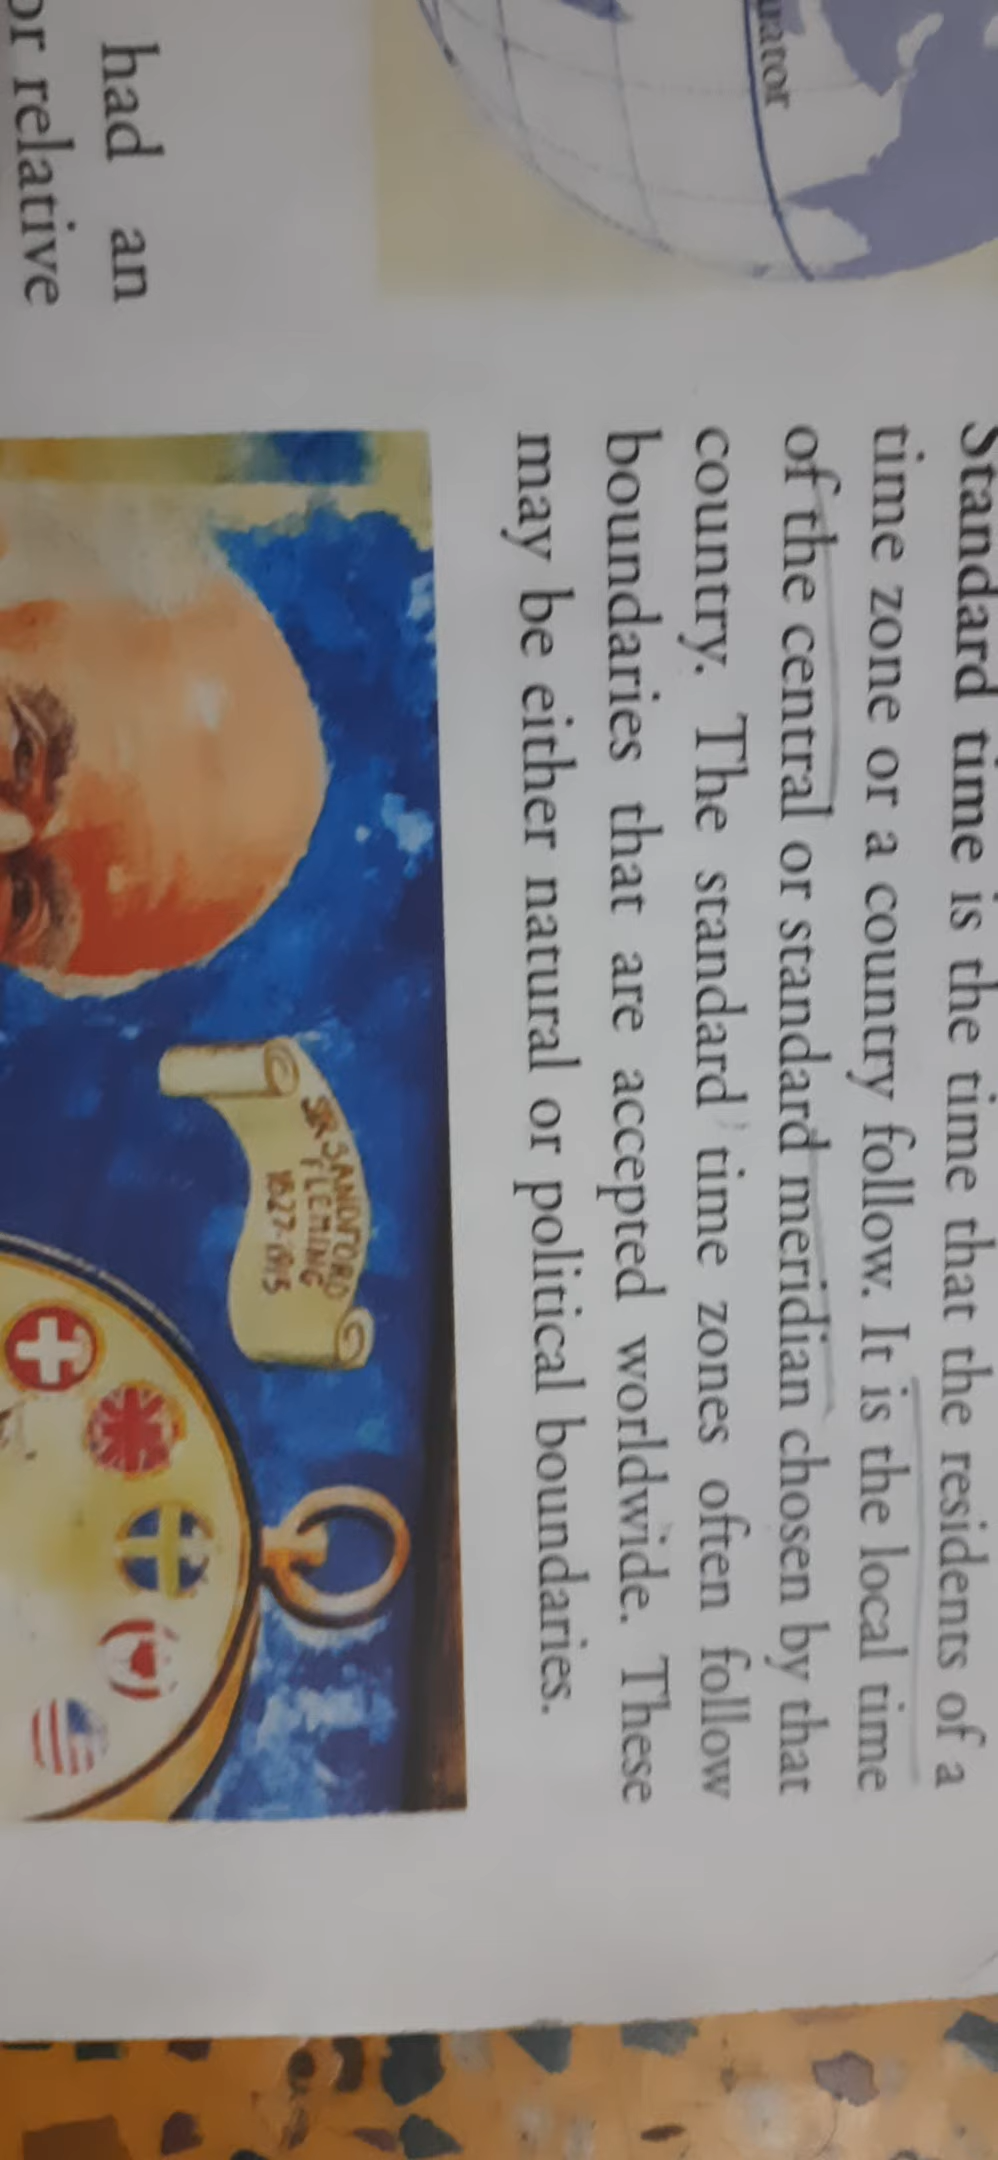 uator
Standard time is the time that the residents of a
time zone or a country follow. It is the local time
of the central or standard meridian chosen by that
country. The standard time zones often follow
boundaries that are accepted worldwide. These
may be either natural or political boundaries.
had an
or relative
SIR SANDFORD
FLEMING
1827-1915